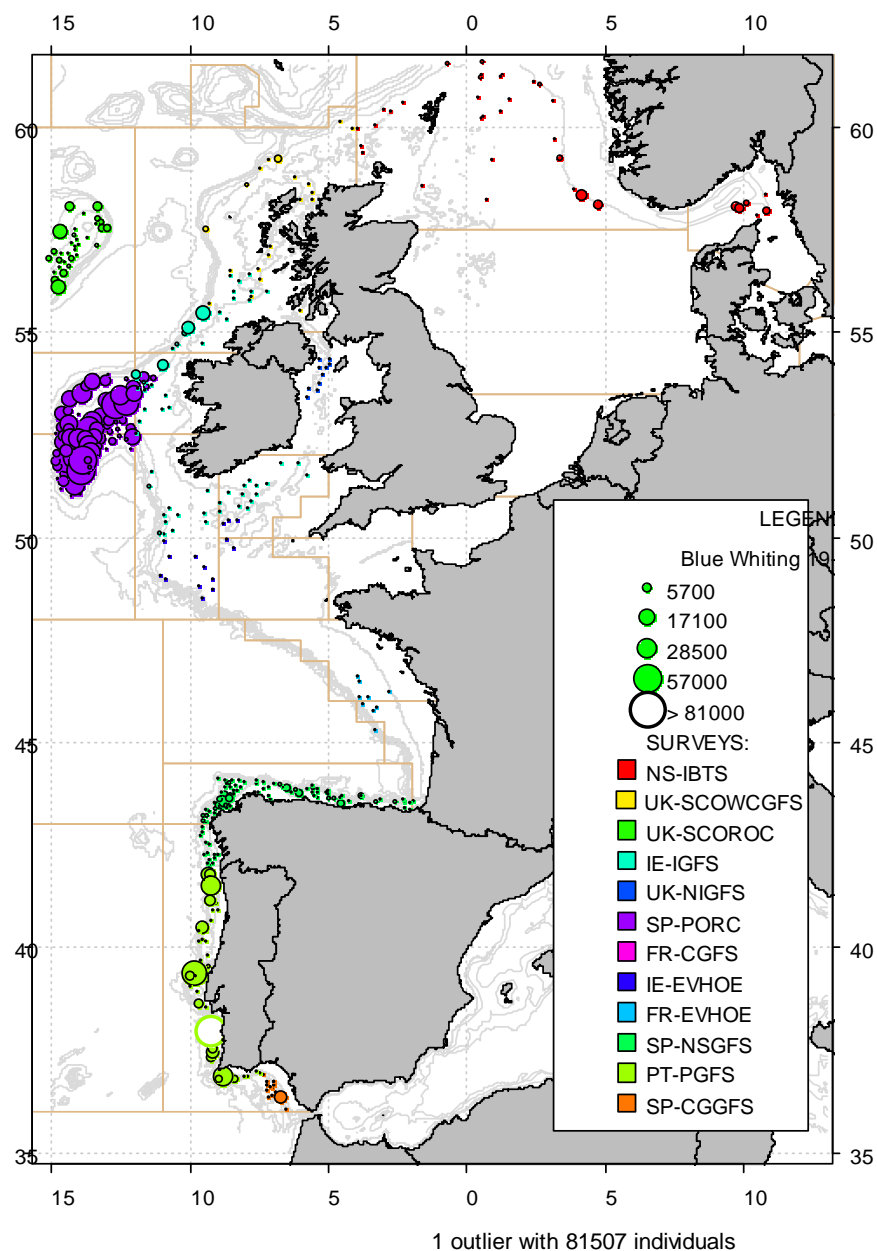 15 10 5 0 5 10
60 60
55 55
50 50
45 45
40 40
35 35
LEGEN
Blue Whiting 19
5700
17100
28500
57000
> 81000
SURVEYS:
NS-IBTS
UK-SCOWCGFS
UK-SCOROC
IE-IGFS
UK-NIGFS
SP-PORC
FR-CGFS
IE-EVHOE
FR-EVHOE
SP-NSGFS
PT-PGFS
SP-CGGFS
15 10 5 0 5 10
1 outlier with 81507 individuals